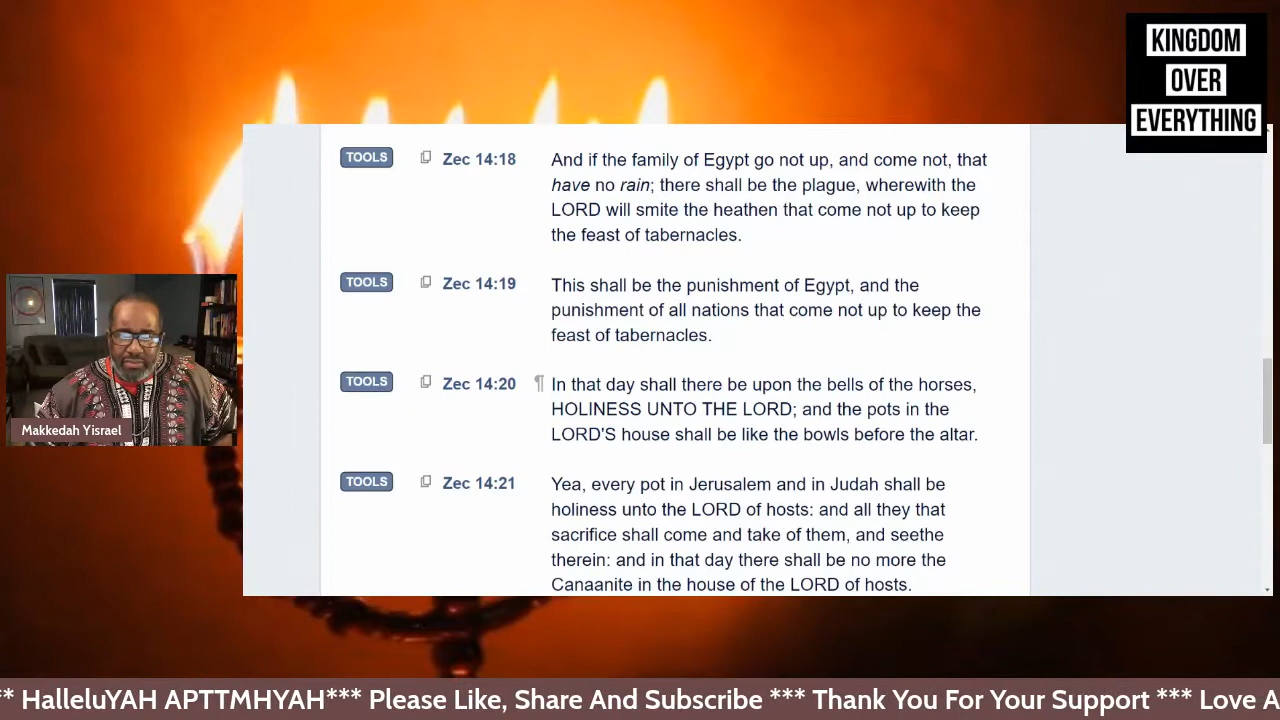 KINGDOM
OVER
EVERYTHING
TOOLS Zec 14:18 And if the family of Egypt go not up, and come not, that
have no rain; there shall be the plague, wherewith the
LORD will smite the heathen that come not up to keep
the feast of tabernacles.
TOOLS Zec 14:19 This shall be the punishment of Egypt, and the
punishment of all nations that come not up to keep the
feast of tabernacles.
TOOLS Zec 14:20 ¶ In that day shall there be upon the bells of the horses,
HOLINESS UNTO THE LORD; and the pots in the
LORD'S house shall be like the bowls before the altar.
TOOLS Zec 14:21 Yea, every pot in Jerusalem and in Judah shall be
holiness unto the LORD of hosts: and all they that
sacrifice shall come and take of them, and seethe
therein: and in that day there shall be no more the
Canaanite in the house of the LORD of hosts.
Makkedah Yisrael
** HalleluYAH APTTMHYAH*** Please Like, Share And Subscribe *** Thank You For Your Support *** Love A